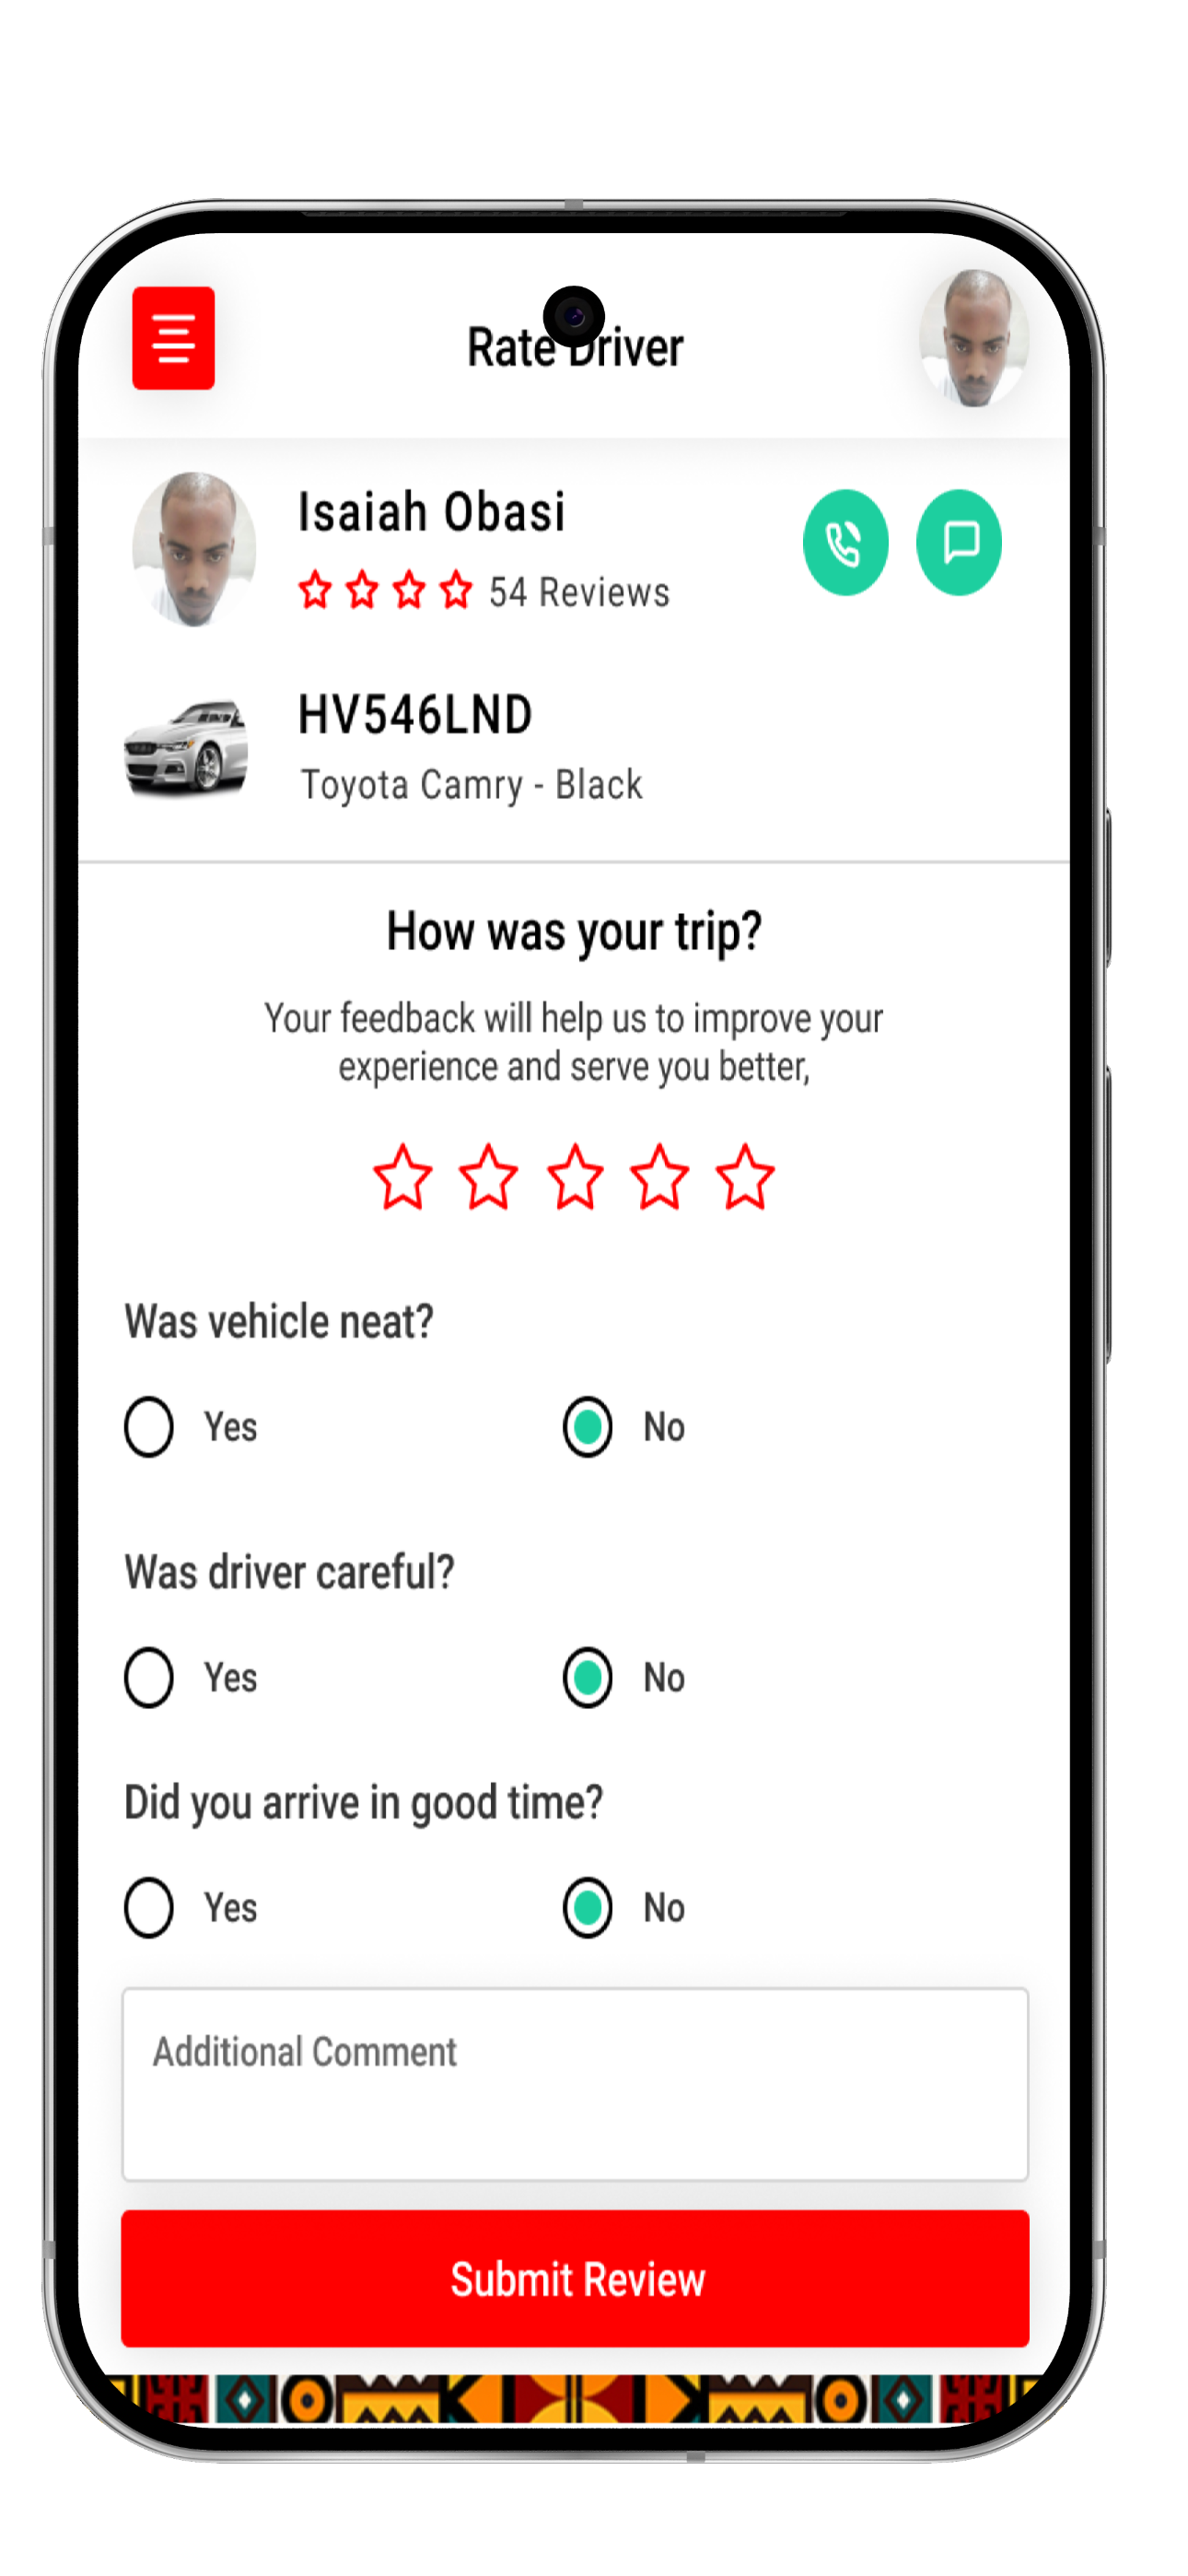 Rate Driver
Isaiah Obasi
54 Reviews
HV546LND
Toyota Camry - Black
How was your trip?
Your feedback will help us to improve your
experience and serve you better,
Was vehicle neat?
Yes No
Was driver careful?
Yes No
Did you arrive in good time?
Yes No
Additional Comment
Submit Review